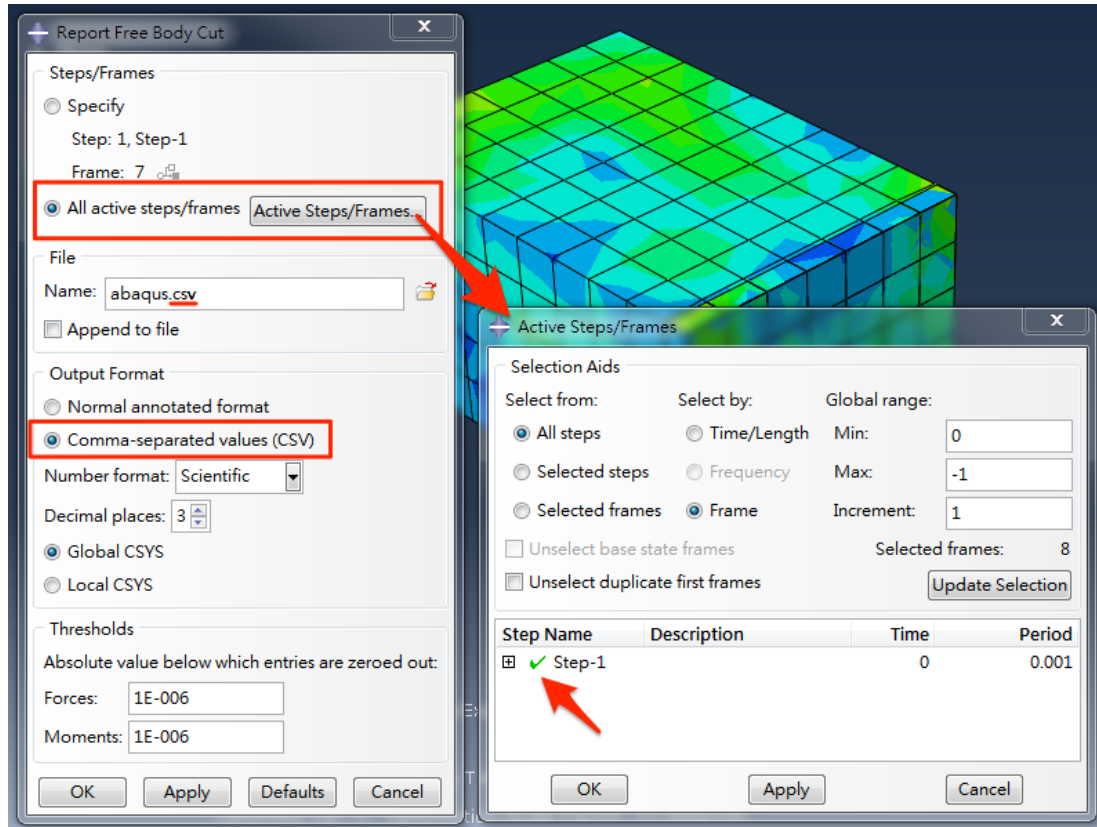 Report Free Body Cut
X
Steps/Frames
Specify
Step: 1, Step-1
Frame: 7
All active steps/frames Active Steps/Frames...
File
Name: abaqus.csv
Append to file
Output Format
Normal annotated format
Comma-separated values (CSV)
Number format: Scientific
Decimal places: 3
Global CSYS
Local CSYS
Thresholds
Absolute value below which entries are zeroed out:
Forces: 1E-006
Moments: 1E-006
OK Apply Defaults Cancel
Active Steps/Frames
X
Selection Aids
Select from: Select by: Global range:
All steps Time/Length Min: 0
Selected steps Frequency Max: -1
Selected frames Frame Increment: 1
Unselect base state frames Selected frames: 8
Unselect duplicate first frames Update Selection
Step Name Description Time Period
Step-1 0 0.001
OK Apply Cancel